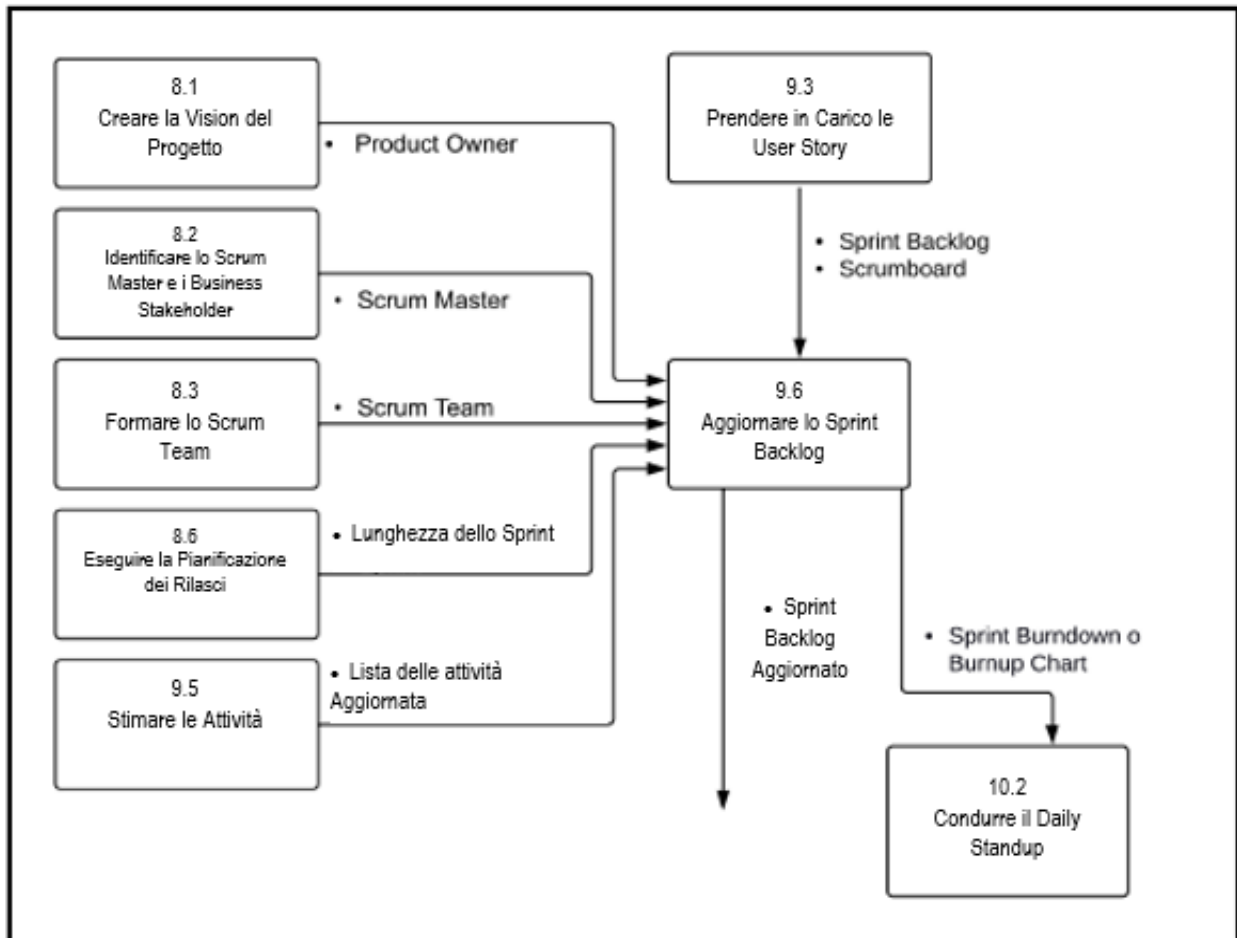 8.1
Creare la Vision del
Progetto
• Product Owner
8.2
Identificare lo Scrum
Master e i Business
Stakeholder
• Scrum Master
8.3
Formare lo Scrum
Team
• Scrum Team
8.6
Eseguire la Pianificazione
dei Rilasci
• Lunghezza dello Sprint
9.5
Stimare le Attività
• Lista delle attività
Aggiornata
9.3
Prendere in Carico le
User Story
• Sprint Backlog
• Scrumboard
9.6
Aggiornare lo Sprint
Backlog
• Sprint
Backlog
Aggiornato
• Sprint Burndown o
Burnup Chart
10.2
Condurre il Daily
Standup